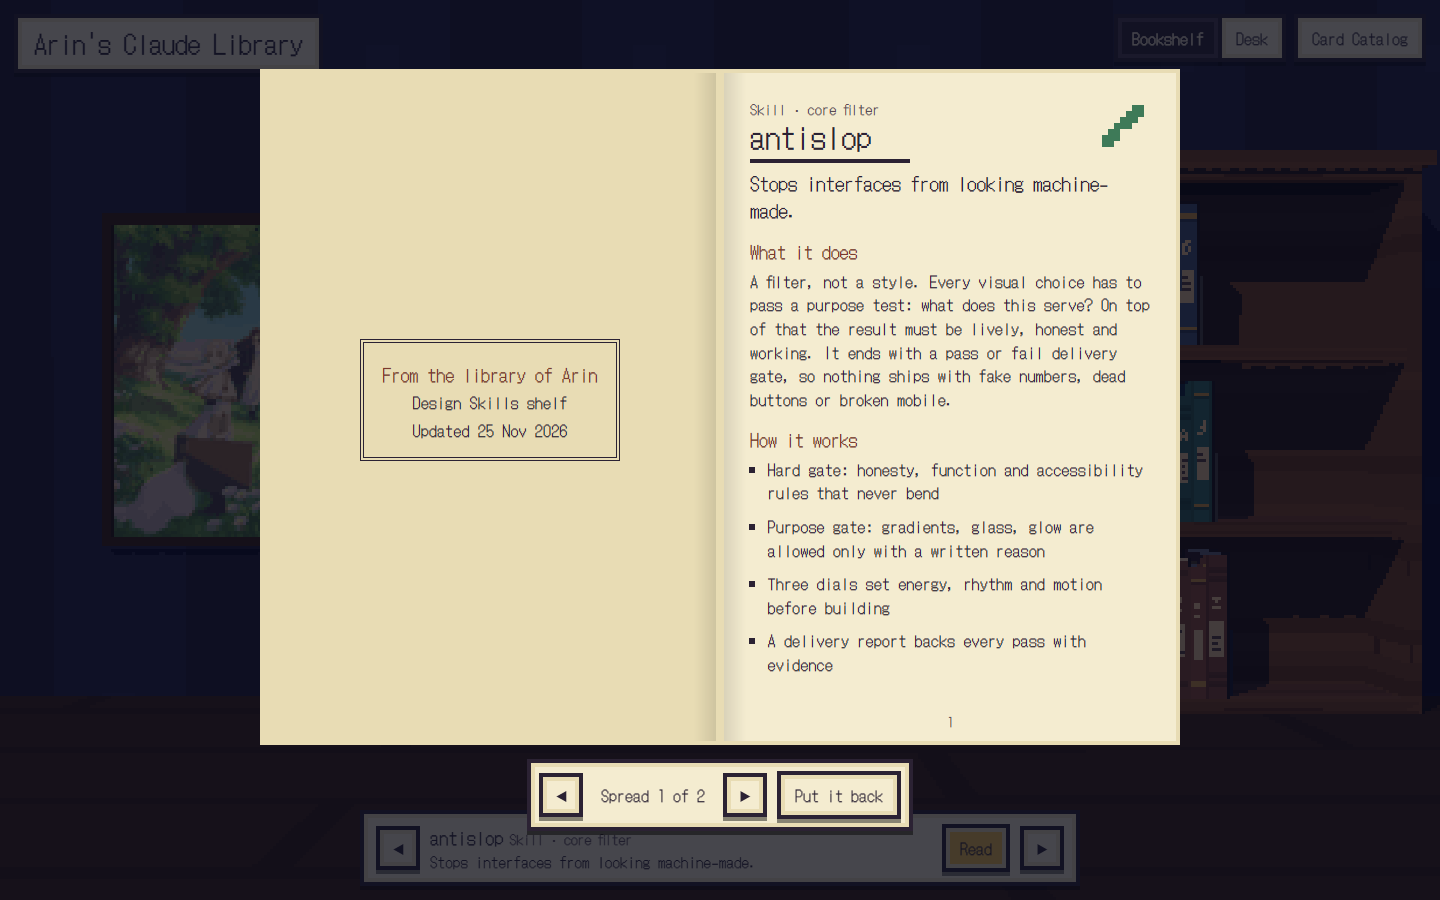 Arin's Claude Library
Bookshelf
Desk
Card Catalog
From the library of Arin
Design Skills shelf
Updated 25 Nov 2026
Skill · core filter
antislop
Stops interfaces from looking machine-
made.
What it does
A filter, not a style. Every visual choice has to
pass a purpose test: what does this serve? On top
of that the result must be lively, honest and
working. It ends with a pass or fail delivery
gate, so nothing ships with fake numbers, dead
buttons or broken mobile.
How it works
Hard gate: honesty, function and accessibility
rules that never bend
Purpose gate: gradients, glass, glow are
allowed only with a written reason
Three dials set energy, rhythm and motion
before building
A delivery report backs every pass with
evidence
1
Spread 1 of 2
Put it back
antislop Skill · core filter
Stops interfaces from looking machine-made.
Read